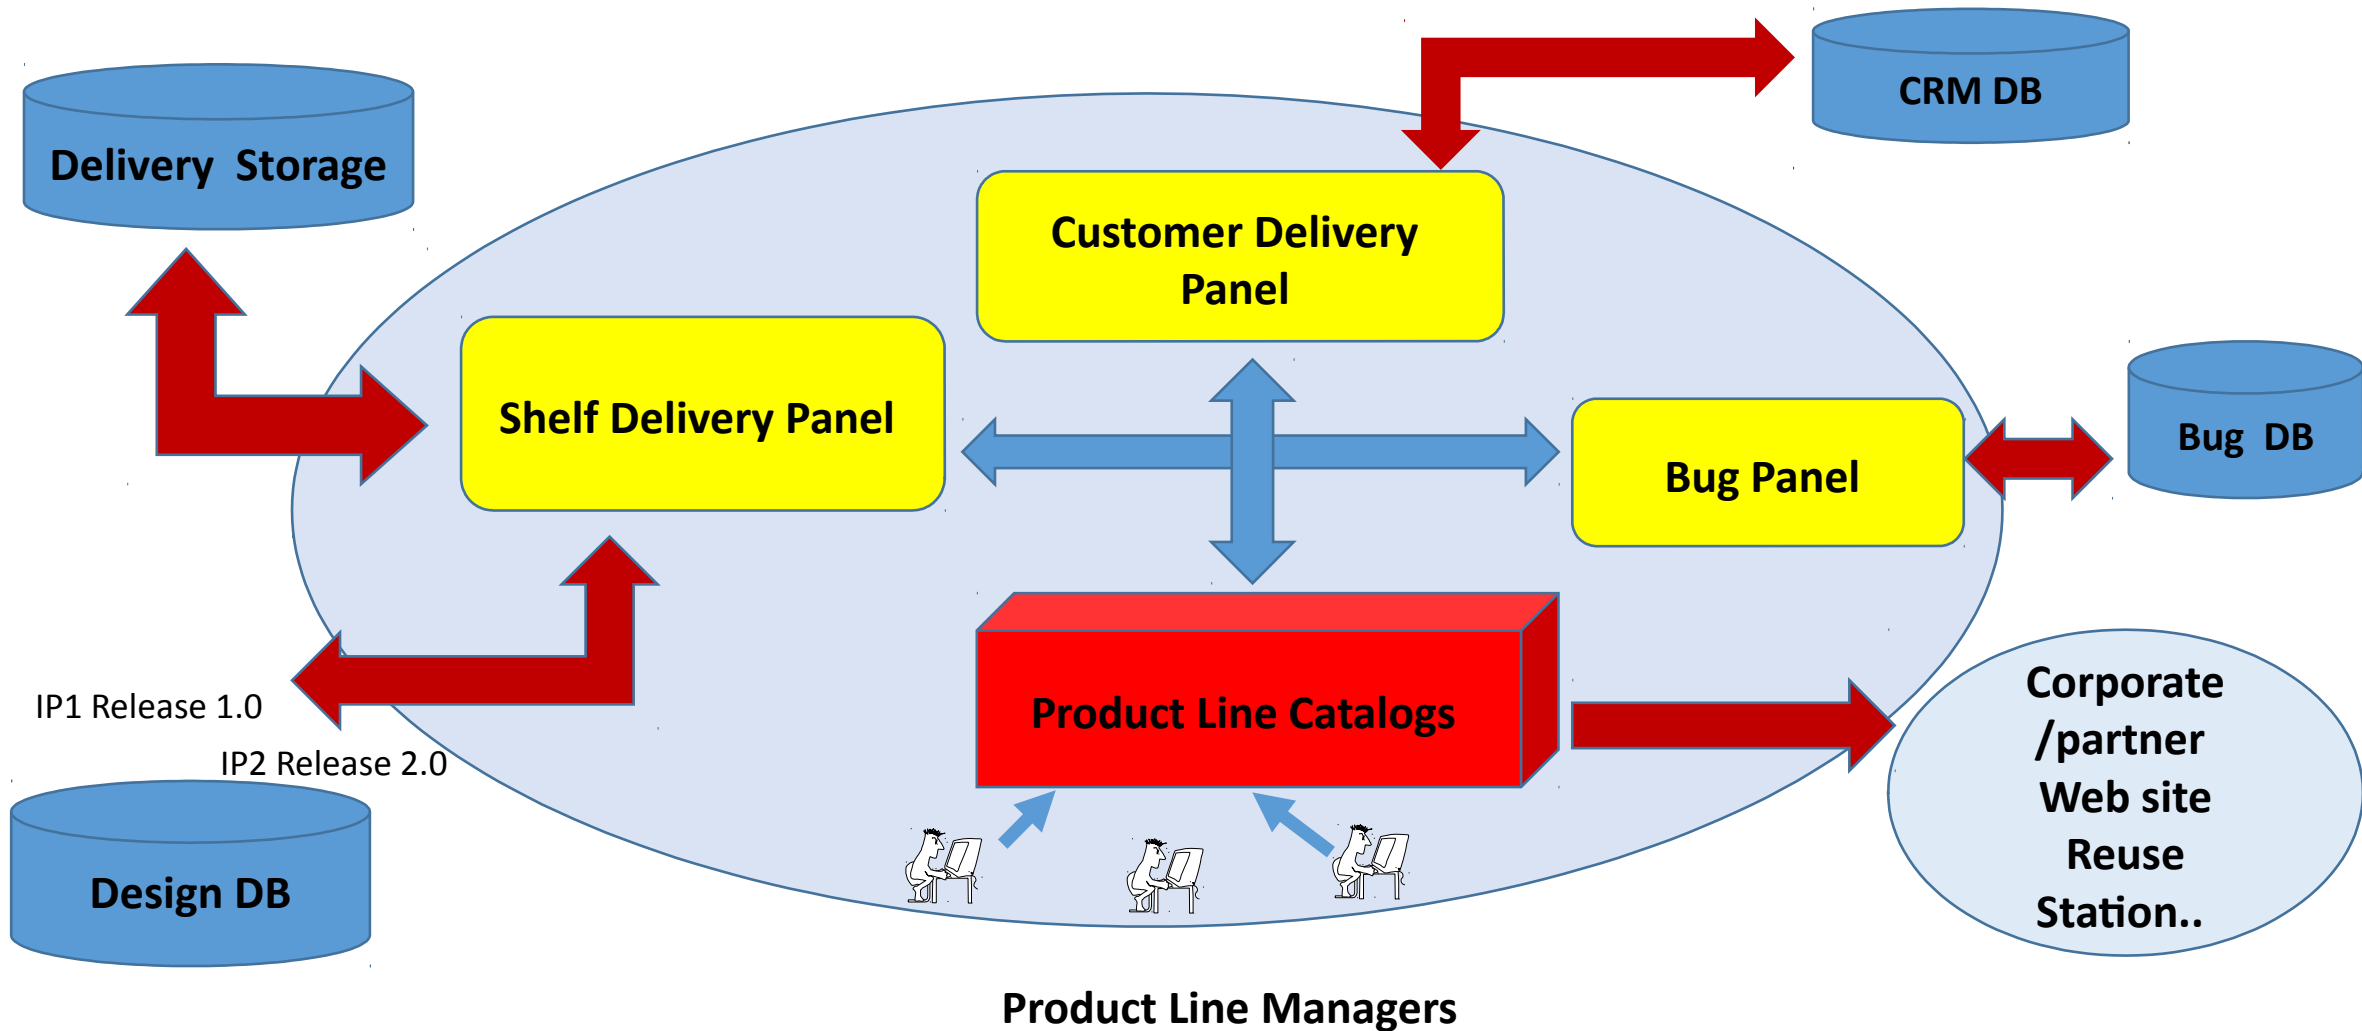 CRM DB
Delivery  Storage
Customer Delivery
Panel
Shelf Delivery Panel
Bug  DB
Bug Panel
IP1 Release 1.0
IP2 Release 2.0
Product Line Catalogs
Corporate
/partner
Web site
Reuse
Station..
Design DB
Product Line Managers